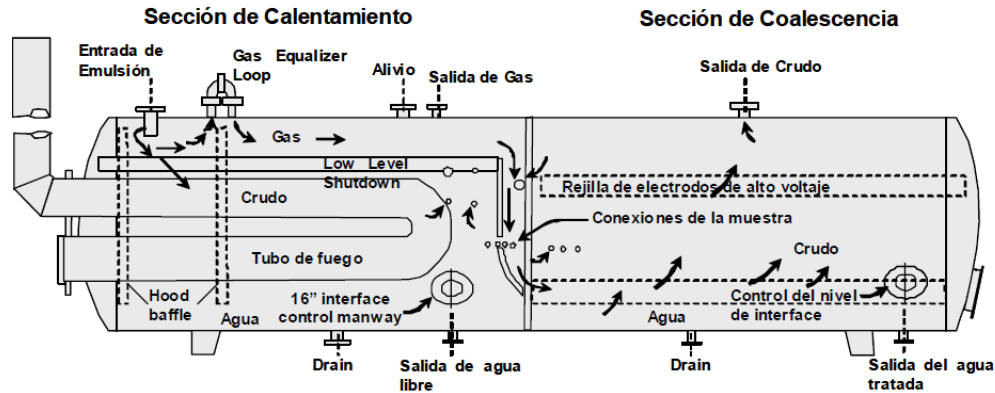 Sección de Calentamiento
Sección de Coalescencia
Entrada de
Emulsión
Gas Equalizer
Loop
Alivio
Salida de Gas
Salida de Crudo
Gas
Low Level
Shutdown
Crudo
Rejilla de electrodos de alto voltaje
Conexiones de la muestra
Tubo de fuego
Crudo
Hood
baffle
Agua
16” interface
control manway
Agua
Control del nivel
de interface
Drain
Salida de agua
libre
Drain
Salida del agua
tratada